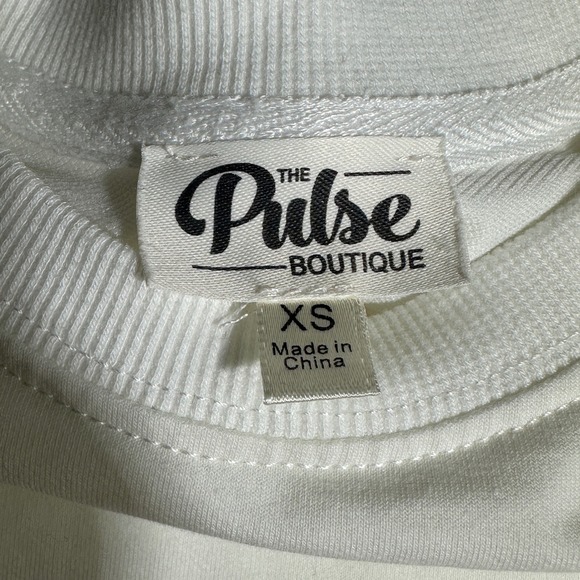 THE
Pulse
BOUTIQUE
XS
Made in
China